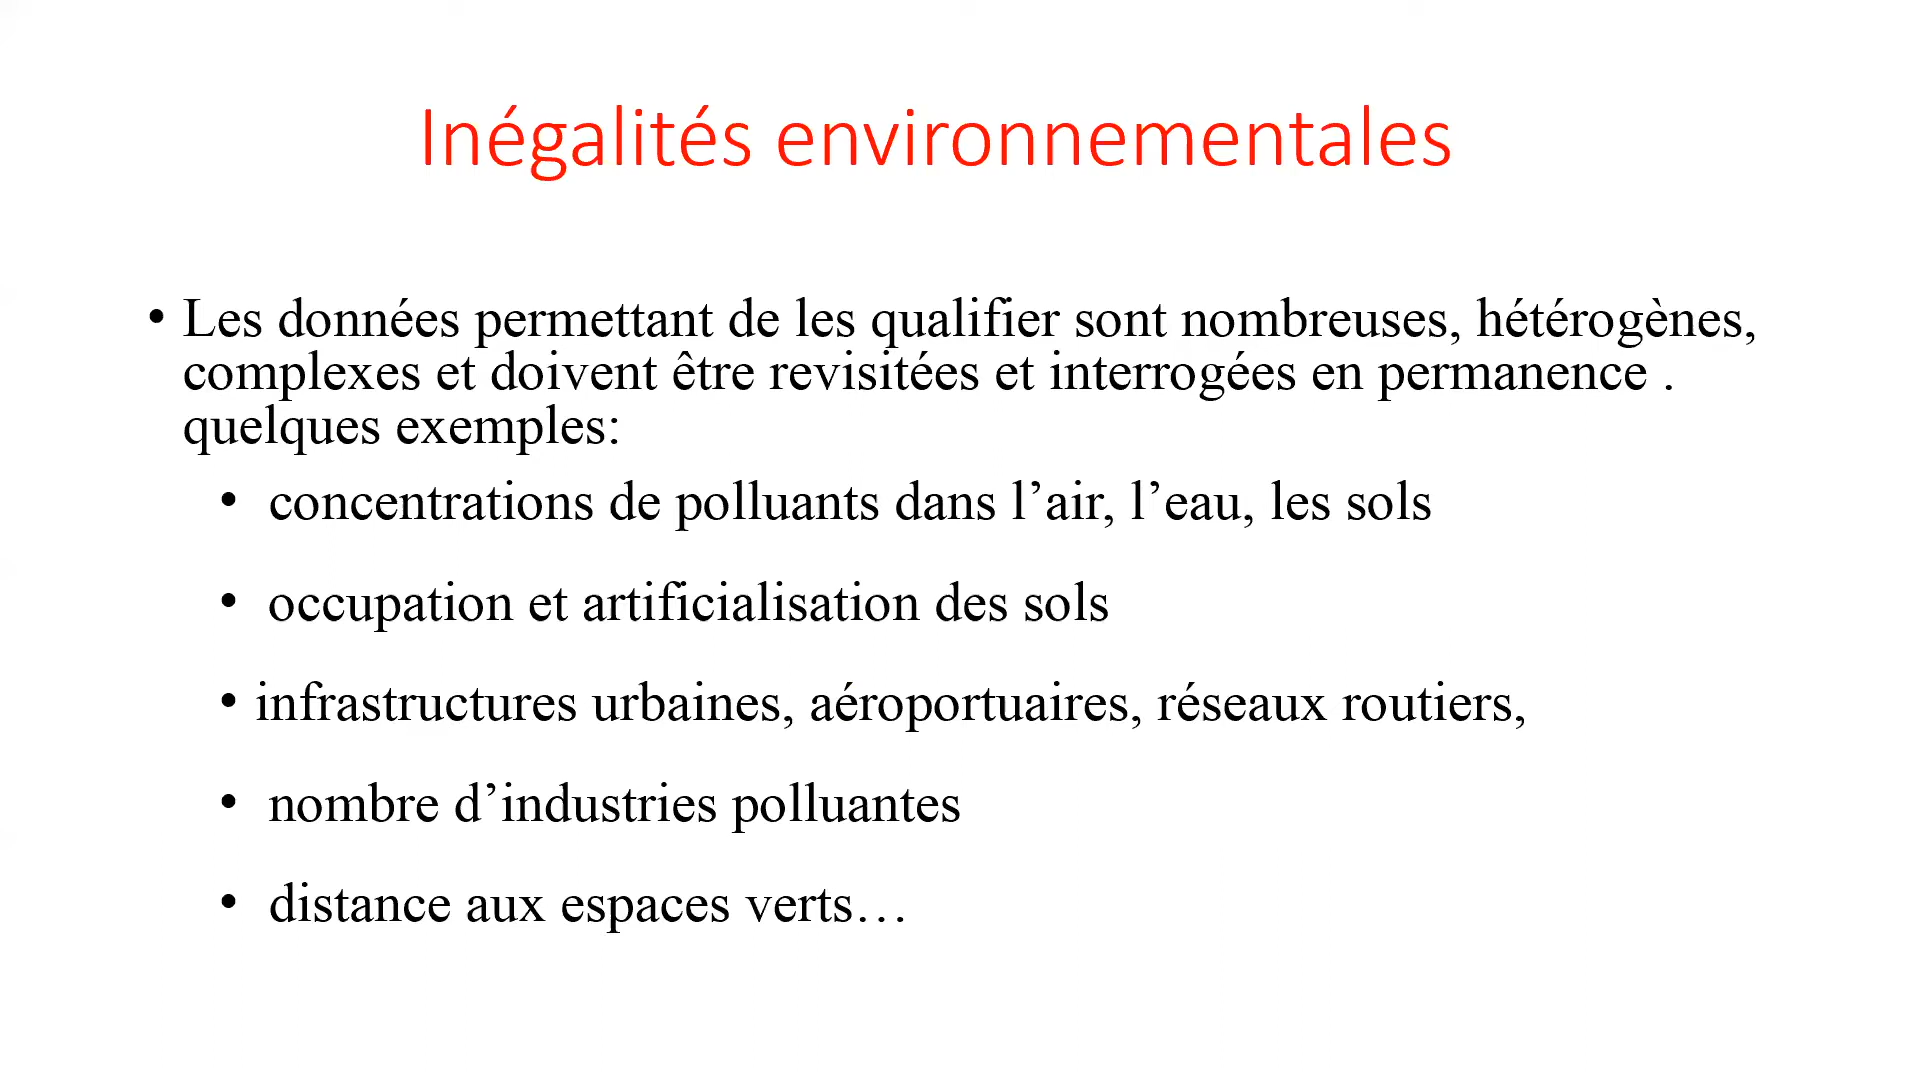 Inégalités environnementales
• Les données permettant de les qualifier sont nombreuses, hétérogènes,
complexes et doivent être revisitées et interrogées en permanence .
quelques exemples:
• concentrations de polluants dans l’air, l’eau, les sols
• occupation et artificialisation des sols
• infrastructures urbaines, aéroportuaires, réseaux routiers,
• nombre d’industries polluantes
• distance aux espaces verts…